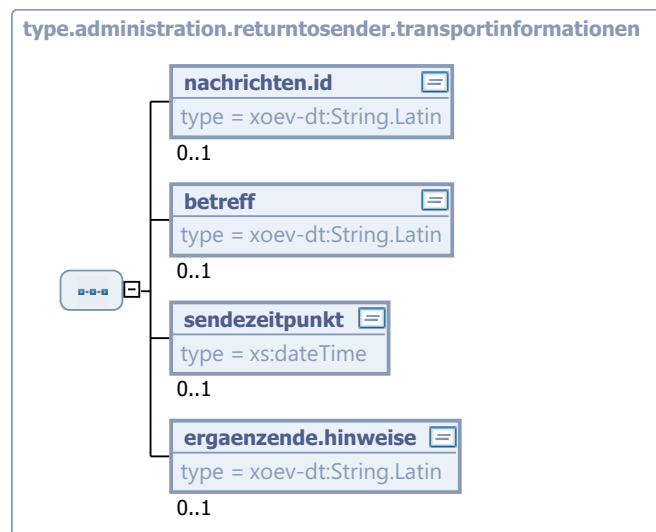 type.administration.returntosender.transportinformationen
nachrichten.id
type = xoev-dt:String.Latin
0..1
betreff
type = xoev-dt:String.Latin
0..1
sendezeitpunkt
type = xs:dateTime
0..1
ergaenzende.hinweise
type = xoev-dt:String.Latin
0..1